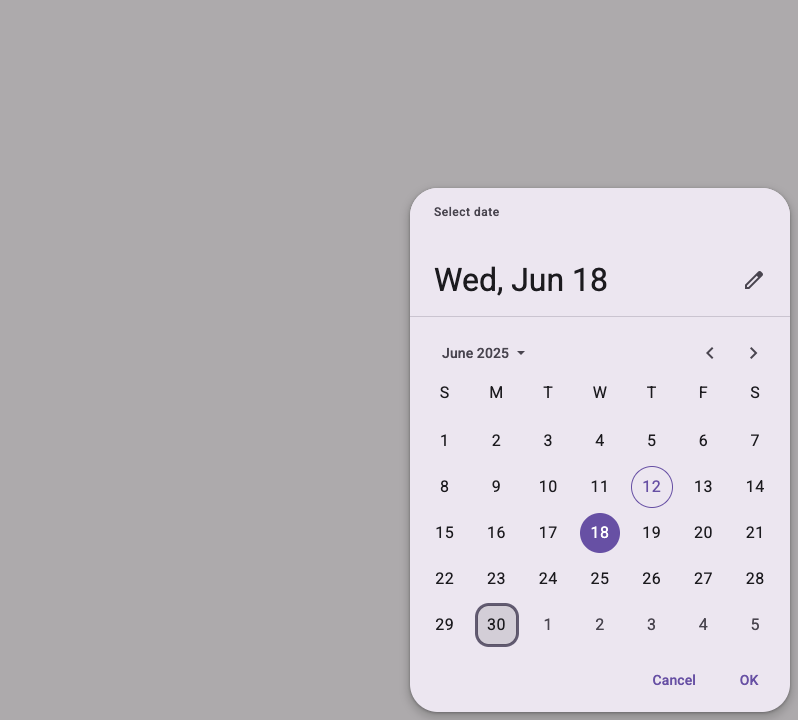 Select date
Wed, Jun 18
June 2025
S M T W T F S
1 2 3 4 5 6 7
8 9 10 11 12 13 14
15 16 17 18 19 20 21
22 23 24 25 26 27 28
29 30 1 2 3 4 5
Cancel OK